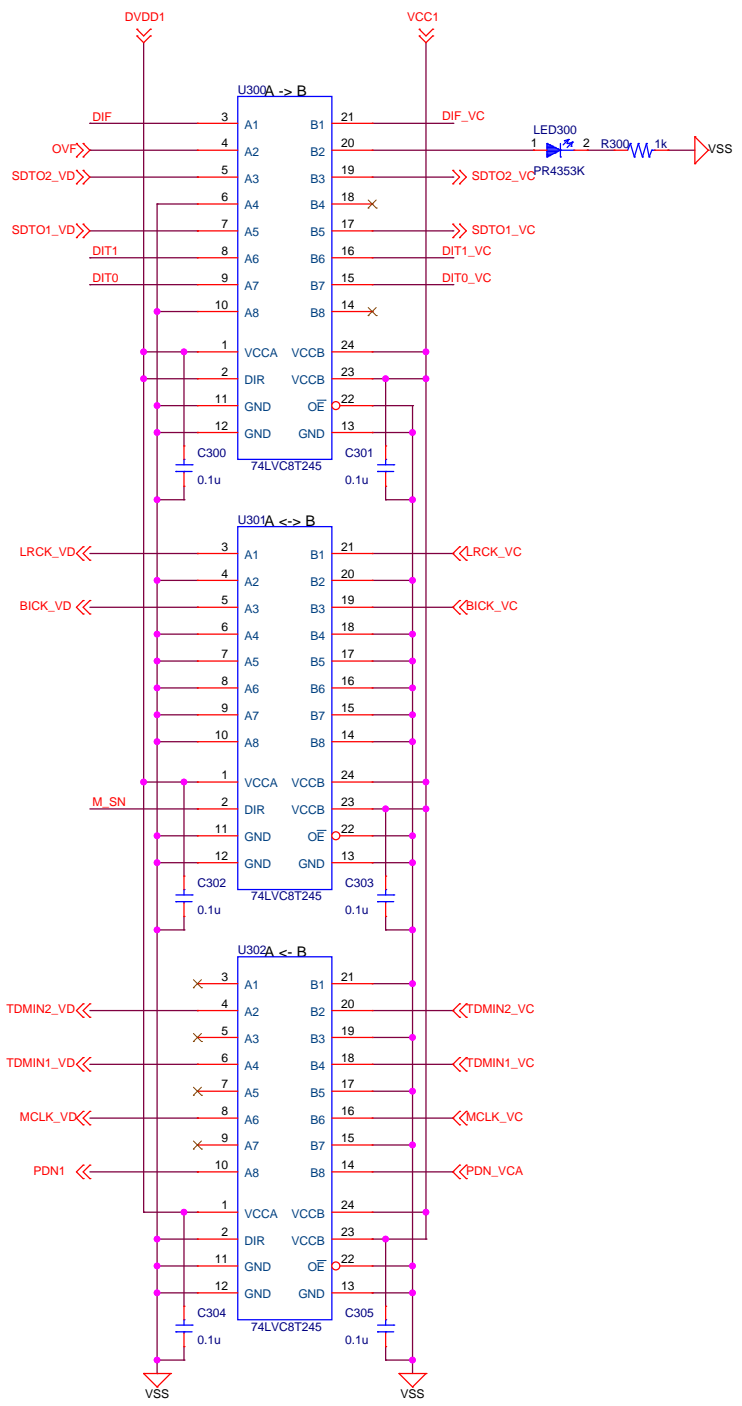 DVDD1 VCC1
U300 A -> B
DIF 3 A1 B1 21 DIF_VC
OVF 4 A2 B2 20 1 LED300 2 R300 1k VSS
PR4353K
SDTO2_VD 5 A3 B3 19 SDTO2_VC
6 A4 B4 18
SDTO1_VD 7 A5 B5 17 SDTO1_VC
DIT1 8 A6 B6 16 DIT1_VC
DIT0 9 A7 B7 15 DIT0_VC
10 A8 B8 14
1 VCCA VCCB 24
2 DIR VCCB 23
11 GND OE 22
12 GND GND 13
C300 0.1u
74LVC8T245
C301 0.1u
U301 A <-> B
LRCK_VD 3 A1 B1 21 LRCK_VC
4 A2 B2 20
BICK_VD 5 A3 B3 19 BICK_VC
6 A4 B4 18
7 A5 B5 17
8 A6 B6 16
9 A7 B7 15
10 A8 B8 14
1 VCCA VCCB 24
M_SN 2 DIR VCCB 23
11 GND OE 22
12 GND GND 13
C302 0.1u
74LVC8T245
C303 0.1u
U302 A <- B
3 A1 B1 21
TDMIN2_VD 4 A2 B2 20 TDMIN2_VC
5 A3 B3 19
TDMIN1_VD 6 A4 B4 18 TDMIN1_VC
7 A5 B5 17
MCLK_VD 8 A6 B6 16 MCLK_VC
9 A7 B7 15
PDN1 10 A8 B8 14 PDN_VCA
1 VCCA VCCB 24
2 DIR VCCB 23
11 GND OE 22
12 GND GND 13
C304 0.1u
74LVC8T245
C305 0.1u
VSS VSS